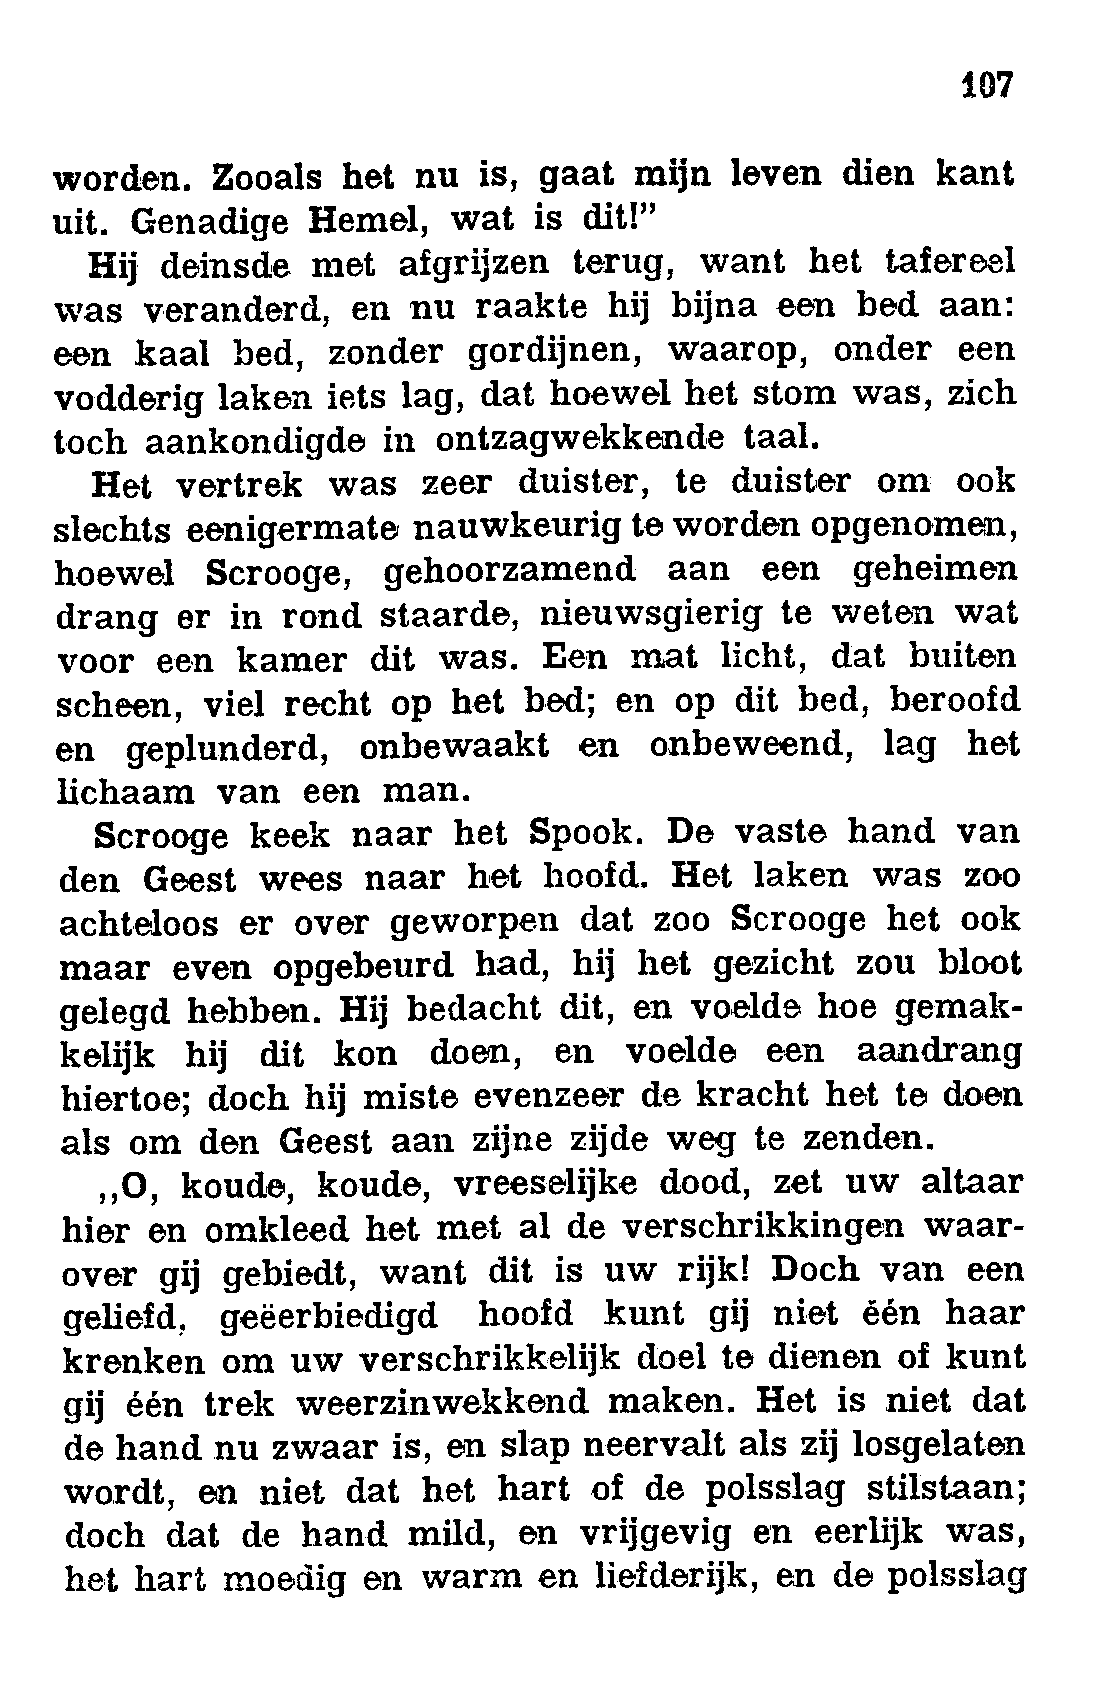 107
worden. Zooals het nu is, gaat mijn leven dien kant
uit. Genadige Hemel, wat is dit!”
Hij deinsde met afgrijzen terug, want het tafereel
was veranderd, en nu raakte hij bijna een bed aan:
een kaal bed, zonder gordijnen, waarop, onder een
vodderig laken iets lag, dat hoewel het stom was, zich
toch aankondigde in ontzagwekkende taal.
Het vertrek was zeer duister, te duister om ook
slechts eenigermate nauwkeurig te worden opgenomen,
hoewel Scrooge, gehoorzamend aan een geheimen
drang er in rond staarde, nieuwsgierig te weten wat
voor een kamer dit was. Een mat licht, dat buiten
scheen, viel recht op het bed; en op dit bed, beroofd
en geplunderd, onbewaakt en onbeweend, lag het
lichaam van een man.
Scrooge keek naar het Spook. De vaste hand van
den Geest wees naar het hoofd. Het laken was zoo
achteloos er over geworpen dat zoo Scrooge het ook
maar even opgebeurd had, hij het gezicht zou bloot
gelegd hebben. Hij bedacht dit, en voelde hoe gemak-
kelijk hij dit kon doen, en voelde een aandrang
hiertoe; doch hij miste evenzeer de kracht het te doen
als om den Geest aan zijne zijde weg te zenden.
„O, koude, koude, vreeselijke dood, zet uw altaar
hier en omkleed het met al de verschrikkingen waar-
over gij gebiedt, want dit is uw rijk! Doch van een
geliefd, geëerbiedigd hoofd kunt gij niet één haar
krenken om uw verschrikkelijk doel te dienen of kunt
gij één trek weerzinwekkend maken. Het is niet dat
de hand nu zwaar is, en slap neervalt als zij losgelaten
wordt, en niet dat het hart of de polsslag stilstaan;
doch dat de hand mild, en vrijgevig en eerlijk was,
het hart moedig en warm en liefderijk, en de polsslag